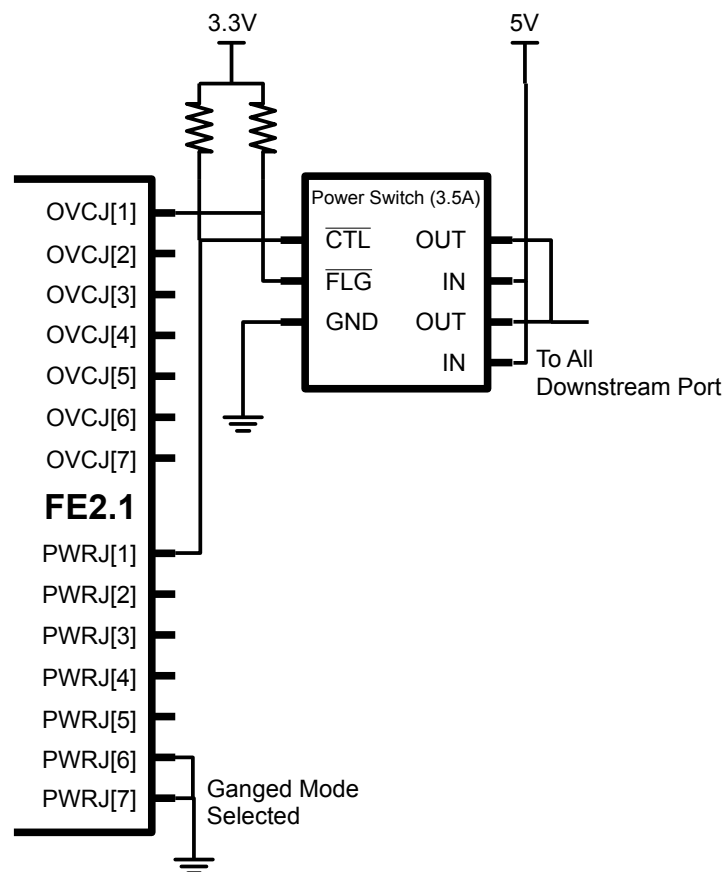 3.3V
5V
Power Switch (3.5A)
OVCJ[1]
OVCJ[2]
OVCJ[3]
OVCJ[4]
OVCJ[5]
OVCJ[6]
OVCJ[7]
CTL OUT
FLG IN
GND OUT
IN
To All
Downstream Port
FE2.1
PWRJ[1]
PWRJ[2]
PWRJ[3]
PWRJ[4]
PWRJ[5]
PWRJ[6]
PWRJ[7]
Ganged Mode
Selected